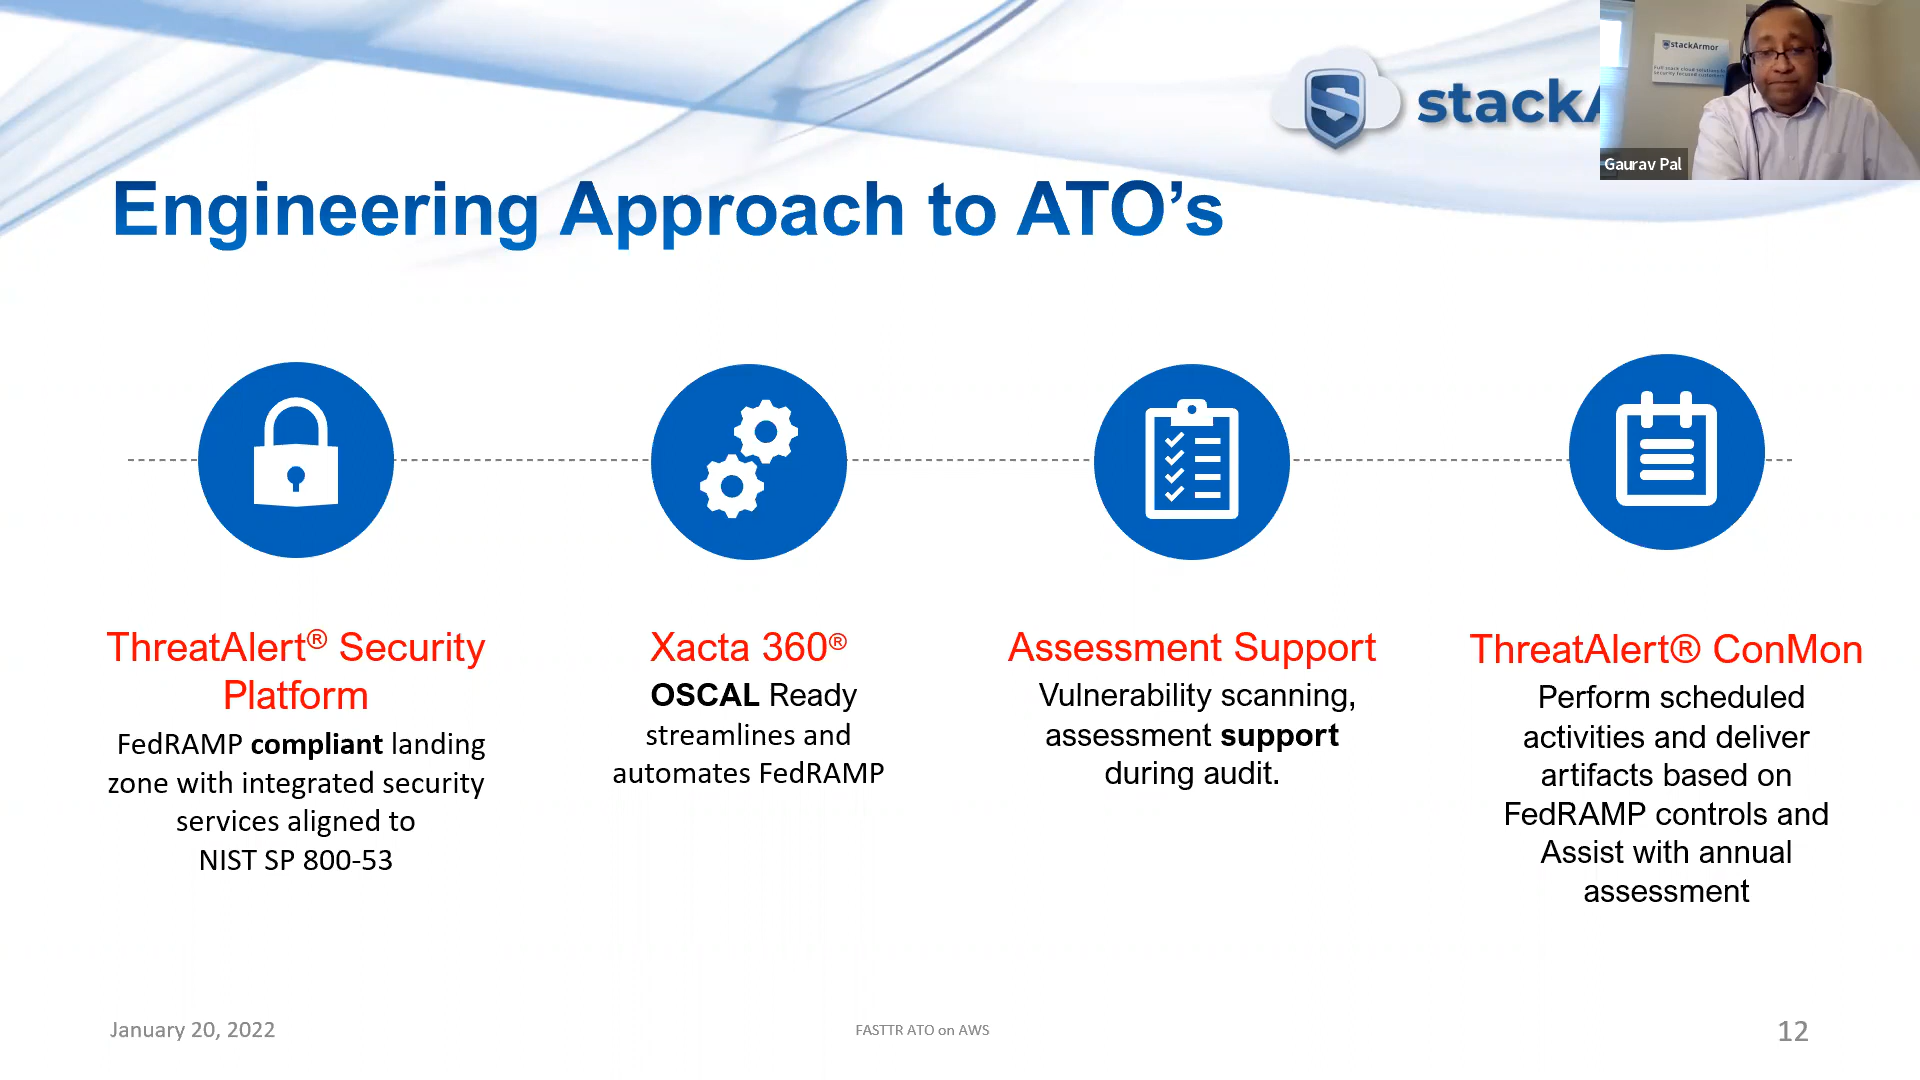 stackA
stackArmor
Gaurav Pal
Engineering Approach to ATO’s
ThreatAlert® Security
Platform
FedRAMP compliant landing
zone with integrated security
services aligned to
NIST SP 800-53
Xacta 360®
OSCAL Ready
streamlines and
automates FedRAMP
Assessment Support
Vulnerability scanning,
assessment support
during audit.
ThreatAlert® ConMon
Perform scheduled
activities and deliver
artifacts based on
FedRAMP controls and
Assist with annual
assessment
January 20, 2022
FASTTR ATO on AWS
12